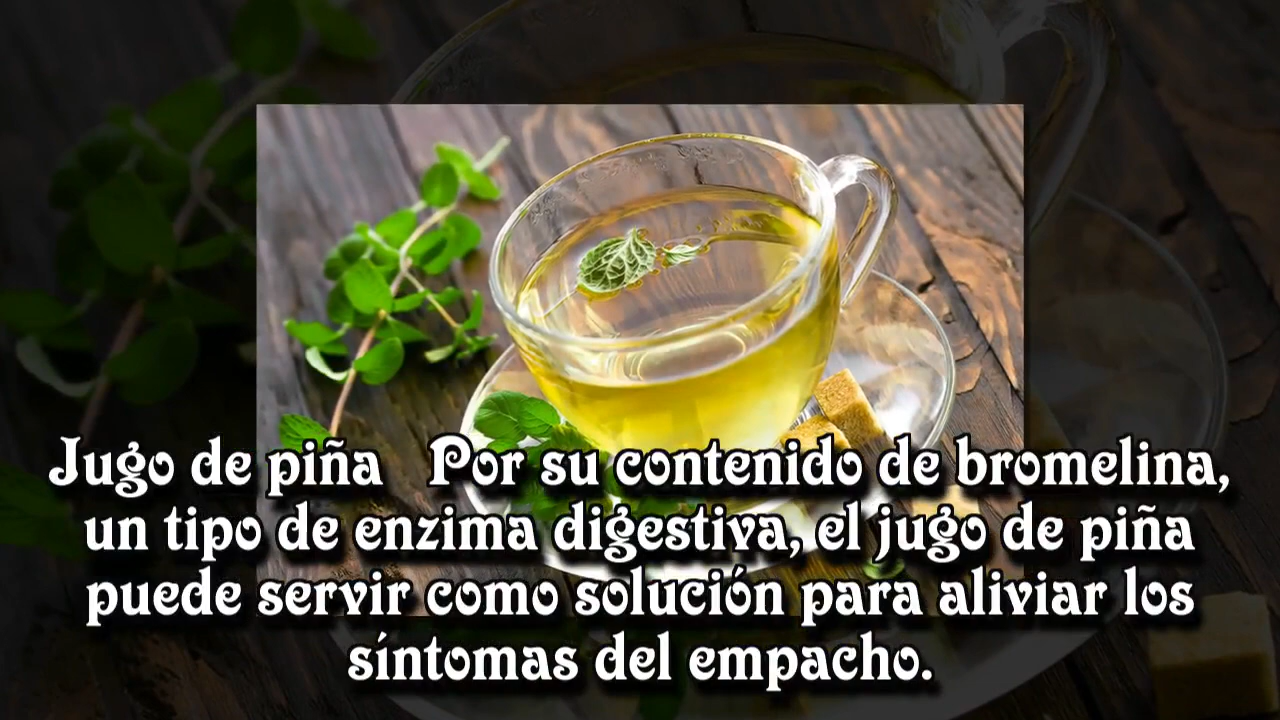 Jugo de piña   Por su contenido de bromelina,
un tipo de enzima digestiva, el jugo de piña
puede servir como solución para aliviar los
síntomas del empacho.